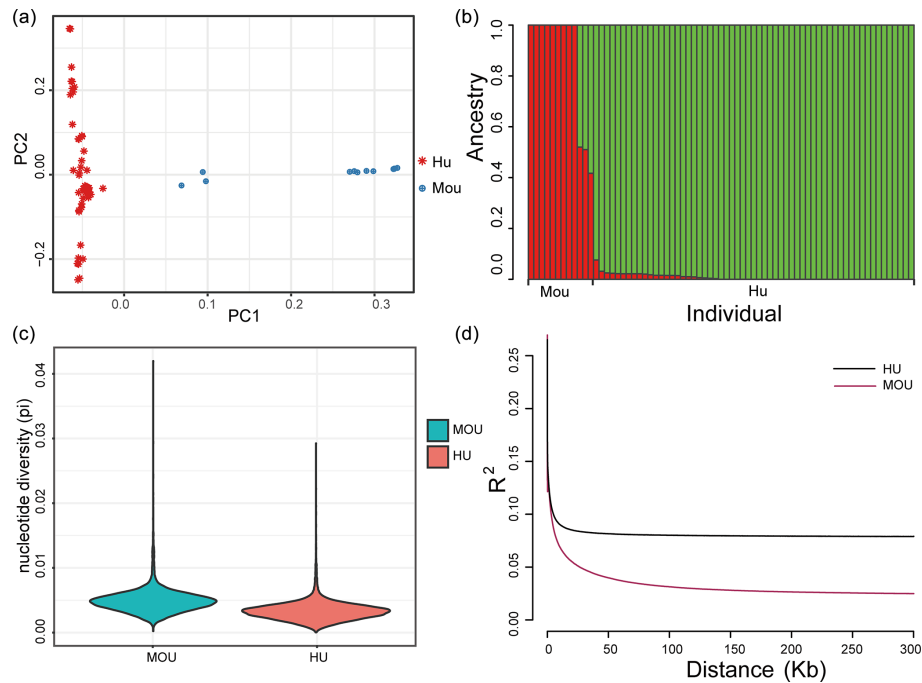 (a)
PC2
0.2
0.00
−0.2
0.0
0.1
0.2
0.3
PC1
Hu
Mou
(b)
Ancestry
1.0
0.8
0.6
0.4
0.2
0.0
Mou
Hu
Individual
(c)
nucleotide diversity (pi)
0.04
0.03
0.02
0.01
0.00
MOU
HU
MOU
HU
(d)
R²
0.25
0.20
0.15
0.10
0.05
0.00
HU
MOU
0
50
100
150
200
250
300
Distance (Kb)